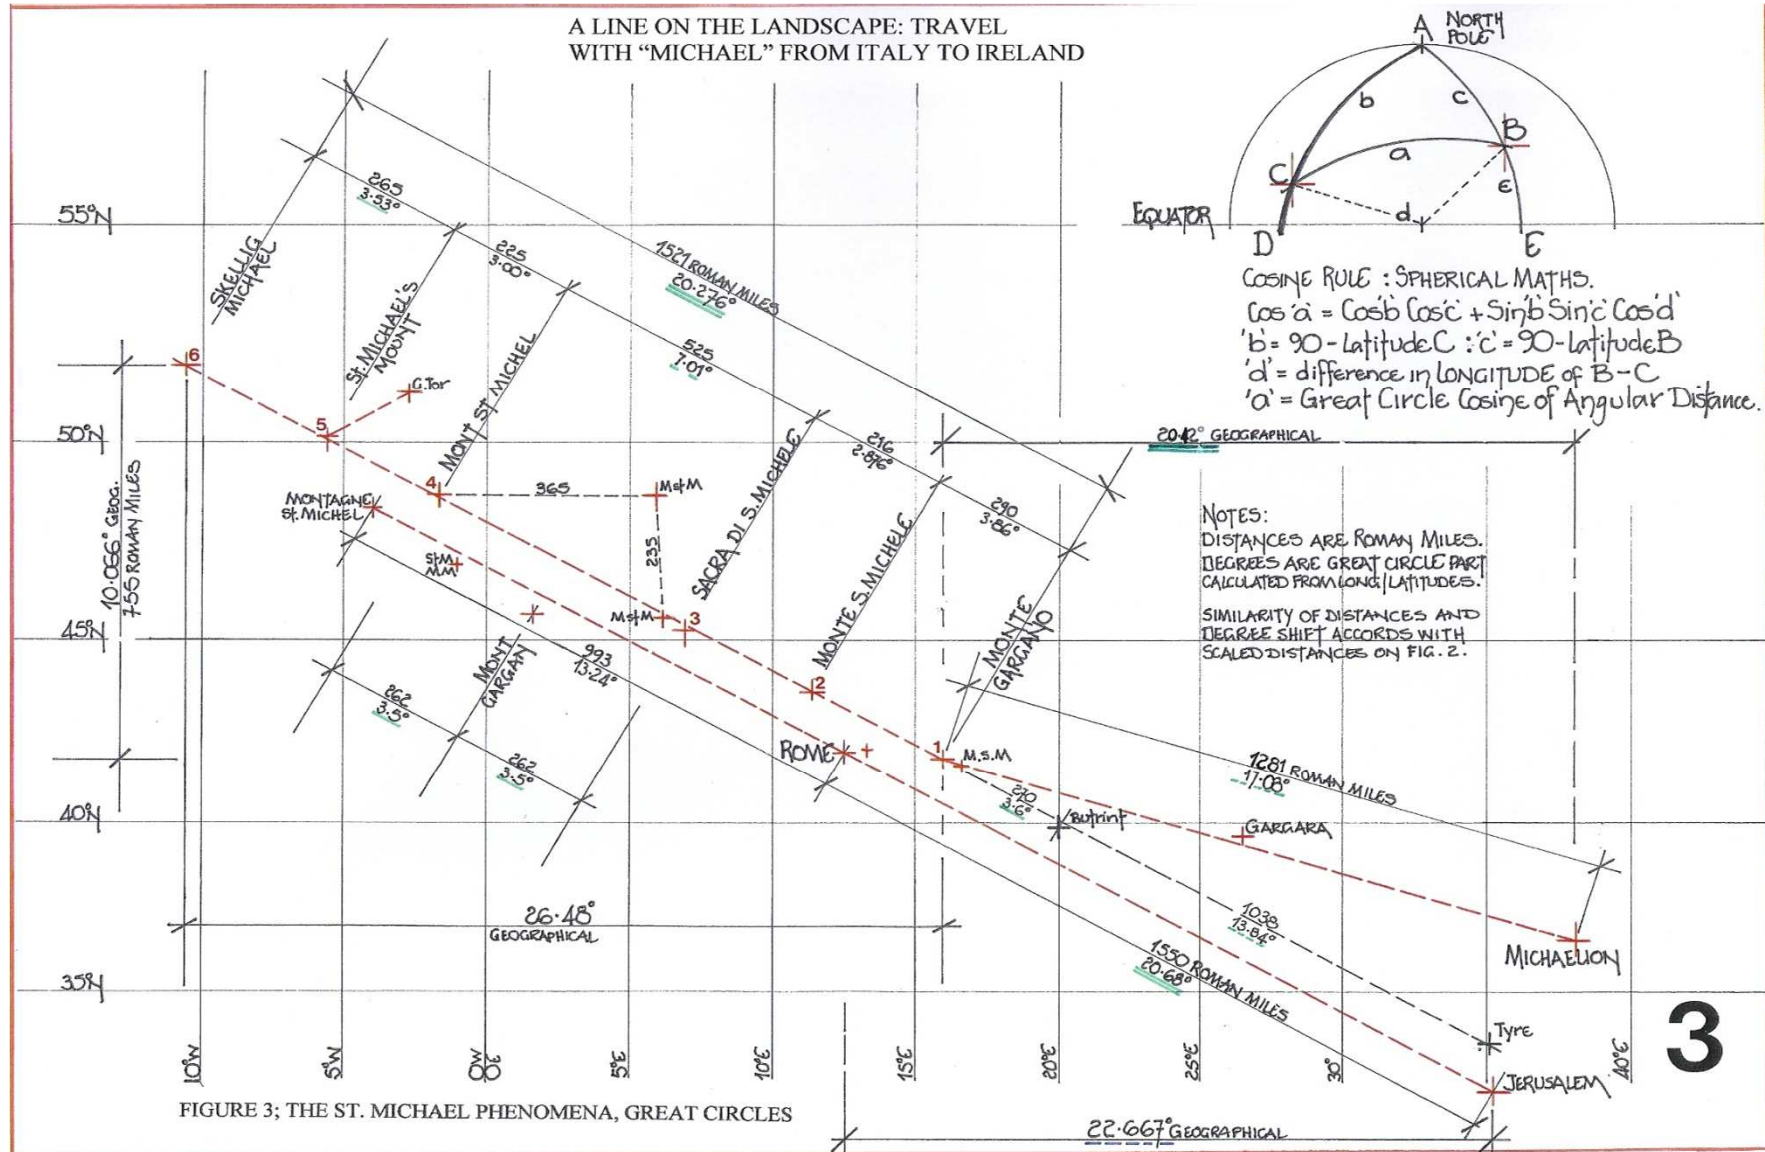 A LINE ON THE LANDSCAPE: TRAVEL
WITH “MICHAEL” FROM ITALY TO IRELAND
A
NORTH
POLE
b
c
a
B
C
e
d
EQUATOR
D
E
COSINE RULE : SPHERICAL MATHS.
Cos 'a' = Cos'b' Cos'c' + Sin'b' Sin'c' Cos'd'
'b' = 90 - Latitude C : 'c' = 90 - Latitude B
'd' = difference in LONGITUDE of B - C
'a' = Great Circle Cosine of Angular Distance.
55°N
50°N
45°N
40°N
35°N
265
3·53°
225
3·00°
1521 ROMAN MILES
20·276°
525
7·01°
216
2·876°
290
3·86°
SKELLIG
MICHAEL
St. MICHAEL'S
MOUNT
MONT St MICHEL
SACRA DI S. MICHELE
MONTE S. MICHELE
MONTE
GARGANO
6
5
4
3
2
1
G.Tor
365
MstM
235
MstM
MONTAGNE
St. MICHEL
StM
MM
MONT
GARGAN
993
13·24°
262
3·5°
262
3·5°
10·066° GEOG.
755 ROMAN MILES
20·12° GEOGRAPHICAL
NOTES:
DISTANCES ARE ROMAN MILES.
DEGREES ARE GREAT CIRCLE PART
CALCULATED FROM LONG/LATITUDES.
SIMILARITY OF DISTANCES AND
DEGREE SHIFT ACCORDS WITH
SCALED DISTANCES ON FIG. 2.
ROME
M.S.M
270
3·6°
Butrint
1281 ROMAN MILES
17·08°
GARGARA
MICHAELION
1038
13·84°
1550 ROMAN MILES
20·68°
Tyre
JERUSALEM
26·48°
GEOGRAPHICAL
10°W
5°W
0°W
0°E
5°E
10°E
15°E
20°E
25°E
30°
40°E
22·667° GEOGRAPHICAL
FIGURE 3; THE ST. MICHAEL PHENOMENA, GREAT CIRCLES
3